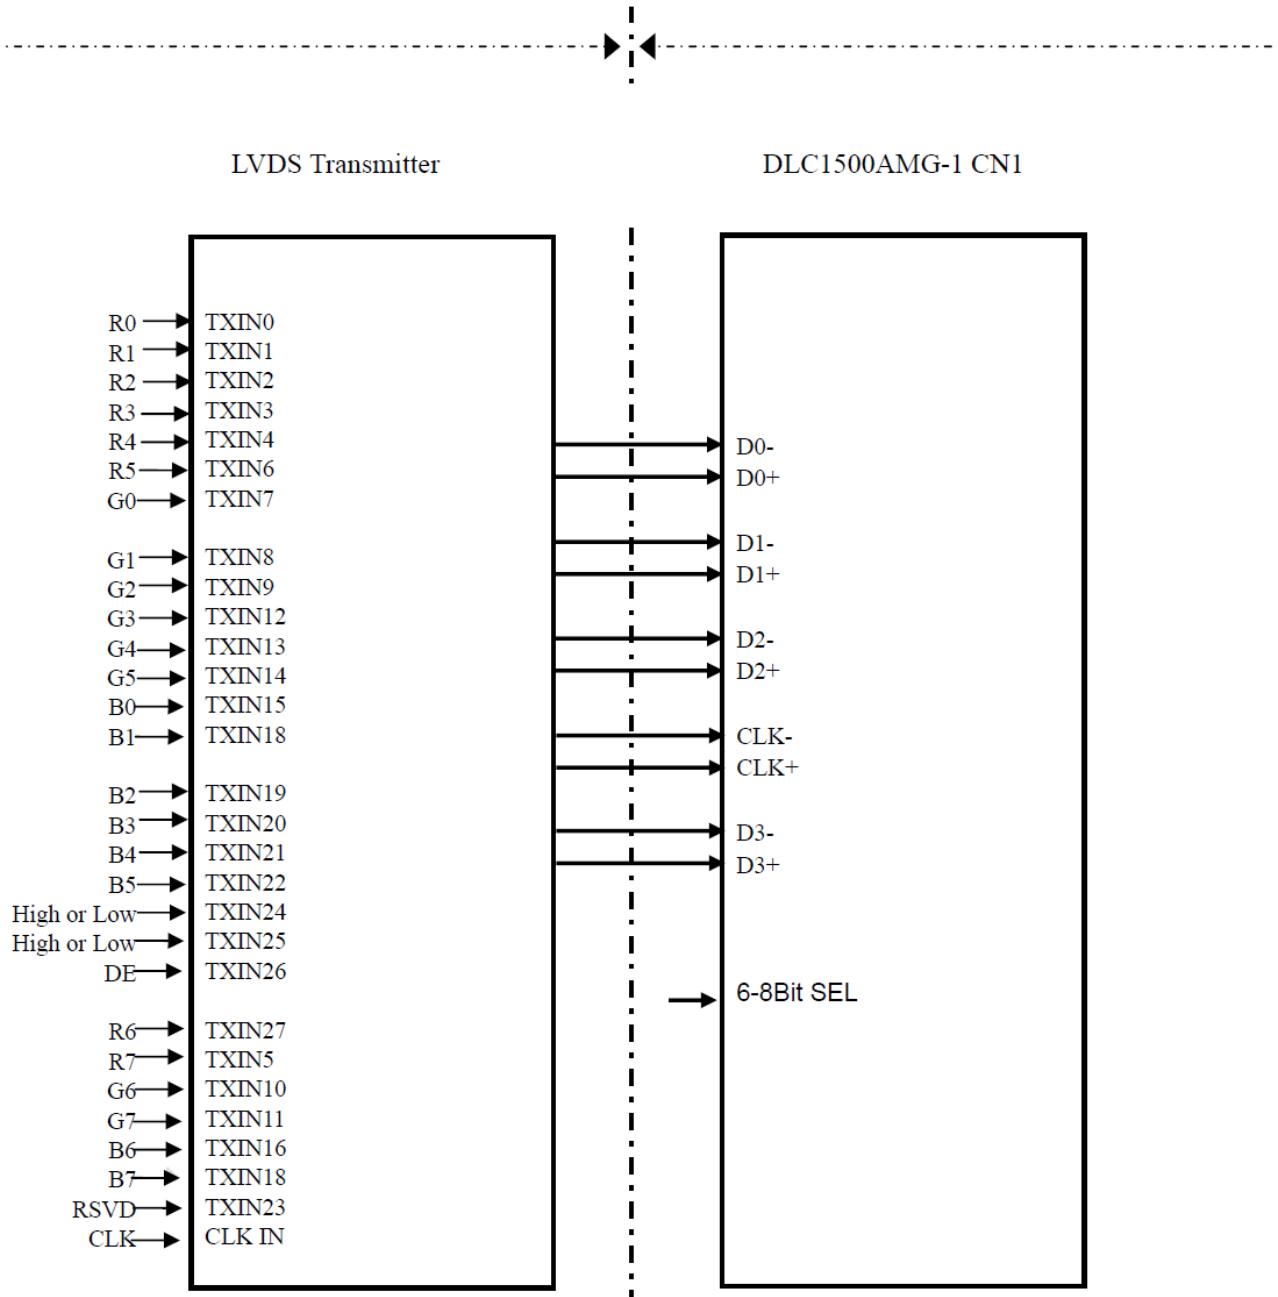 LVDS Transmitter
DLC1500AMG-1 CN1
R0 TXIN0
R1 TXIN1
R2 TXIN2
R3 TXIN3
R4 TXIN4
R5 TXIN6
G0 TXIN7
G1 TXIN8
G2 TXIN9
G3 TXIN12
G4 TXIN13
G5 TXIN14
B0 TXIN15
B1 TXIN18
B2 TXIN19
B3 TXIN20
B4 TXIN21
B5 TXIN22
High or Low TXIN24
High or Low TXIN25
DE TXIN26
R6 TXIN27
R7 TXIN5
G6 TXIN10
G7 TXIN11
B6 TXIN16
B7 TXIN18
RSVD TXIN23
CLK CLK IN
D0-
D0+
D1-
D1+
D2-
D2+
CLK-
CLK+
D3-
D3+
6-8Bit SEL